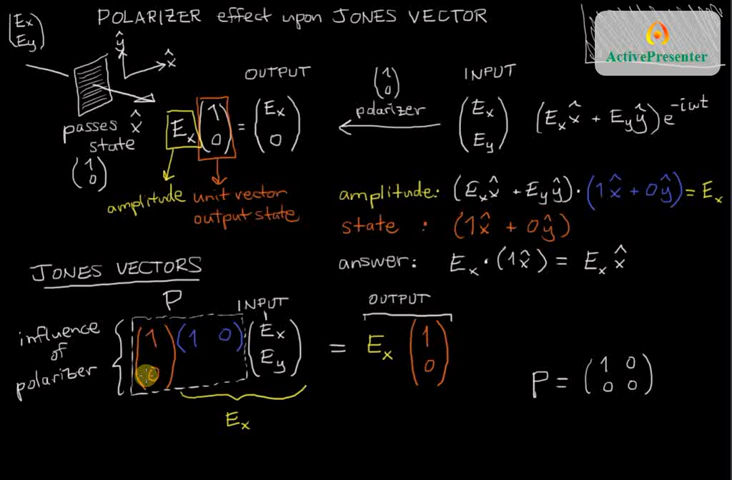 (Ex
Ey)
POLARIZER effect upon JONES VECTOR
ActivePresenter
ŷ
x̂
OUTPUT
(1
0)
INPUT
passes x̂
state
(1
0)
Ex (1
0) = (Ex
0)
polarizer
(Ex
Ey)
(Ex x̂ + Ey ŷ) e^-iωt
amplitude
unit vector
output state
amplitude: (Ex x̂ + Ey ŷ) · (1x̂ + 0ŷ) = Ex
state : (1x̂ + 0ŷ)
answer: Ex · (1x̂) = Ex x̂
JONES VECTORS
P
INPUT
OUTPUT
influence
of
polarizer
(1
0) (1 0) (Ex
Ey) = Ex (1
0)
Ex
P = (1 0
0 0)